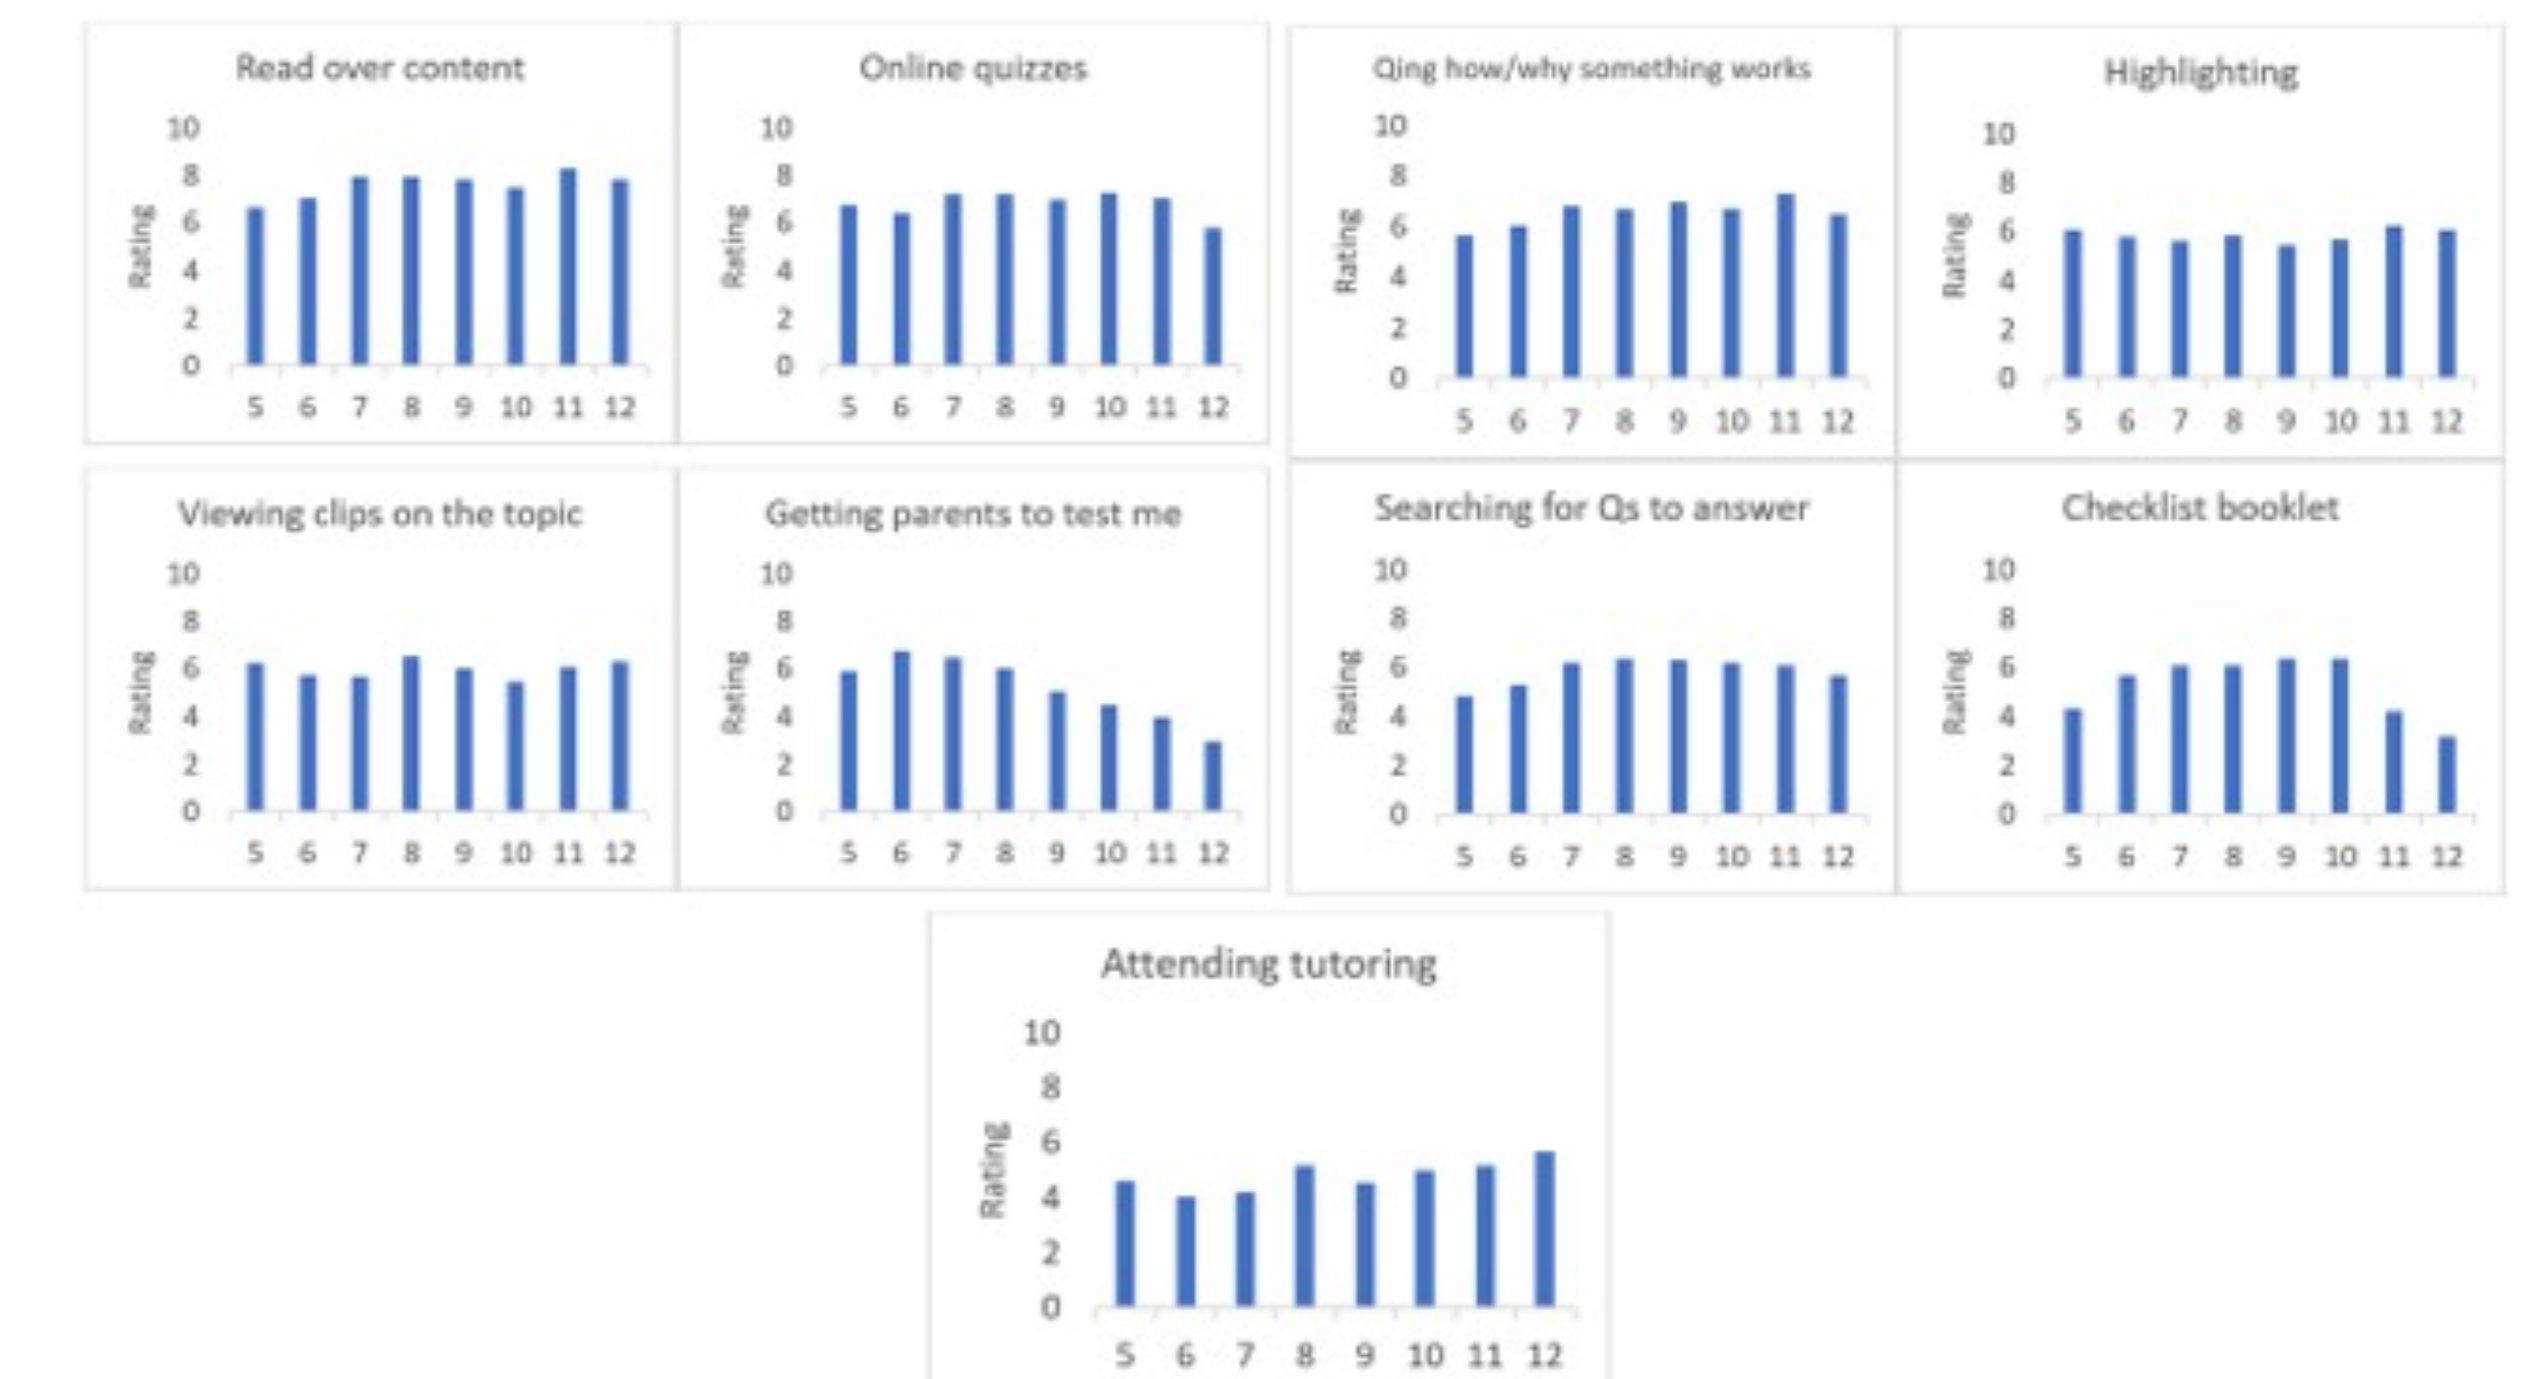 Read over content
10
8
6
4
2
0
Rating
5 6 7 8 9 10 11 12
Online quizzes
10
8
6
4
2
0
Rating
5 6 7 8 9 10 11 12
Qing how/why something works
10
8
6
4
2
0
Rating
5 6 7 8 9 10 11 12
Highlighting
10
8
6
4
2
0
Rating
5 6 7 8 9 10 11 12
Viewing clips on the topic
10
8
6
4
2
0
Rating
5 6 7 8 9 10 11 12
Getting parents to test me
10
8
6
4
2
0
Rating
5 6 7 8 9 10 11 12
Searching for Qs to answer
10
8
6
4
2
0
Rating
5 6 7 8 9 10 11 12
Checklist booklet
10
8
6
4
2
0
Rating
5 6 7 8 9 10 11 12
Attending tutoring
10
8
6
4
2
0
Rating
5 6 7 8 9 10 11 12